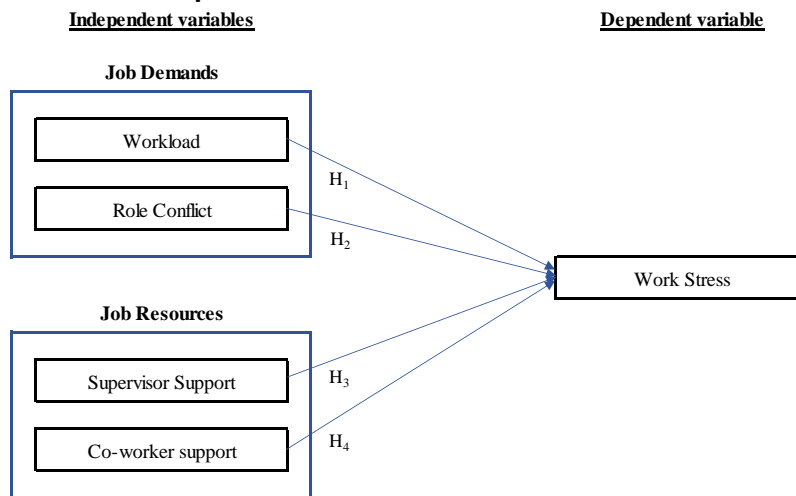 Independent variables
Dependent variable
Job Demands
Workload
H₁
Role Conflict
H₂
Work Stress
Job Resources
Supervisor Support
H₃
Co-worker support
H₄